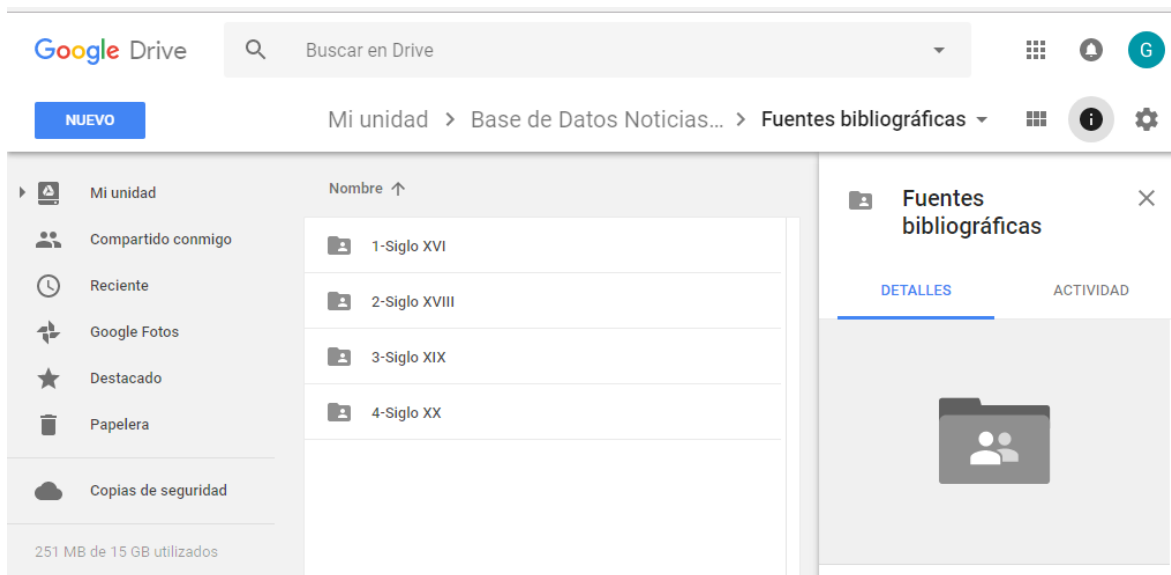 Google Drive
Buscar en Drive
G
NUEVO
Mi unidad > Base de Datos Noticias... > Fuentes bibliográficas
Mi unidad
Compartido conmigo
Reciente
Google Fotos
Destacado
Papelera
Copias de seguridad
251 MB de 15 GB utilizados
Nombre ↑
1-Siglo XVI
2-Siglo XVIII
3-Siglo XIX
4-Siglo XX
Fuentes
bibliográficas
DETALLES ACTIVIDAD